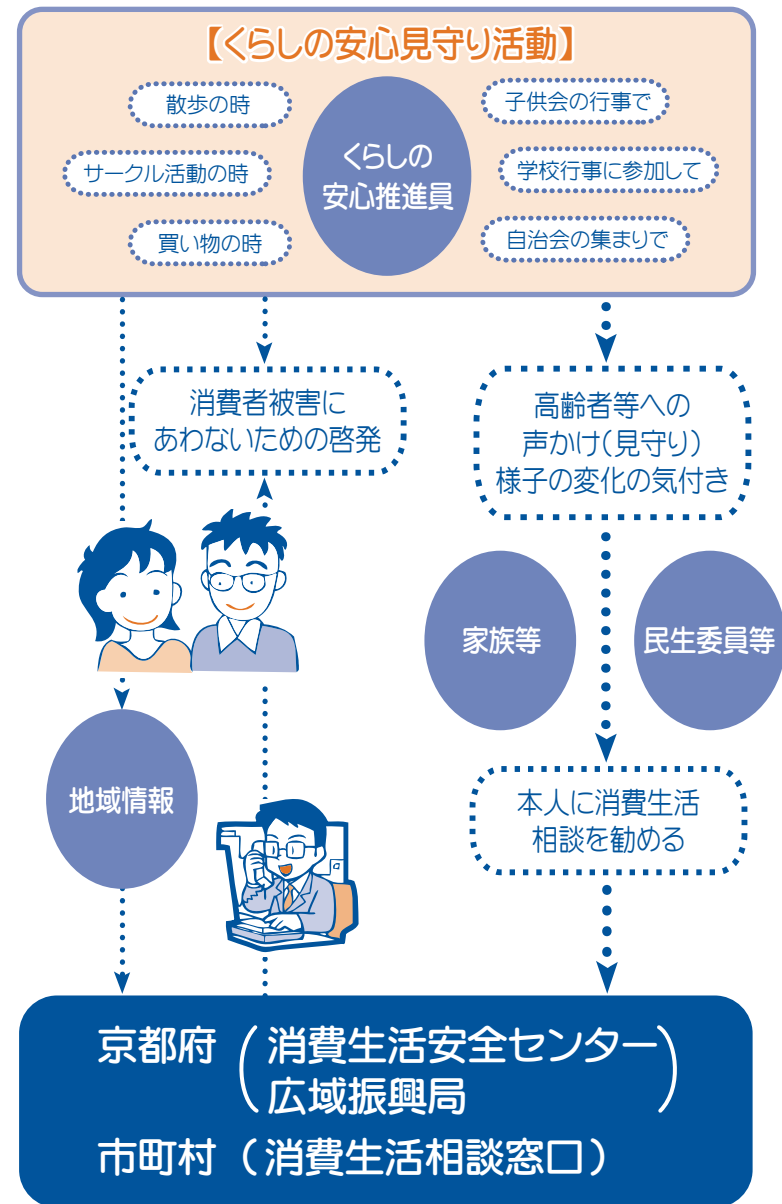 【くらしの安心見守り活動】
散歩の時
サークル活動の時
買い物の時
くらしの
安心推進員
子供会の行事で
学校行事に参加して
自治会の集まりで
消費者被害に
あわないための啓発
高齢者等への
声かけ(見守り)
様子の変化の気付き
家族等
民生委員等
地域情報
本人に消費生活
相談を勧める
京都府(消費生活安全センター
広域振興局)
市町村(消費生活相談窓口)